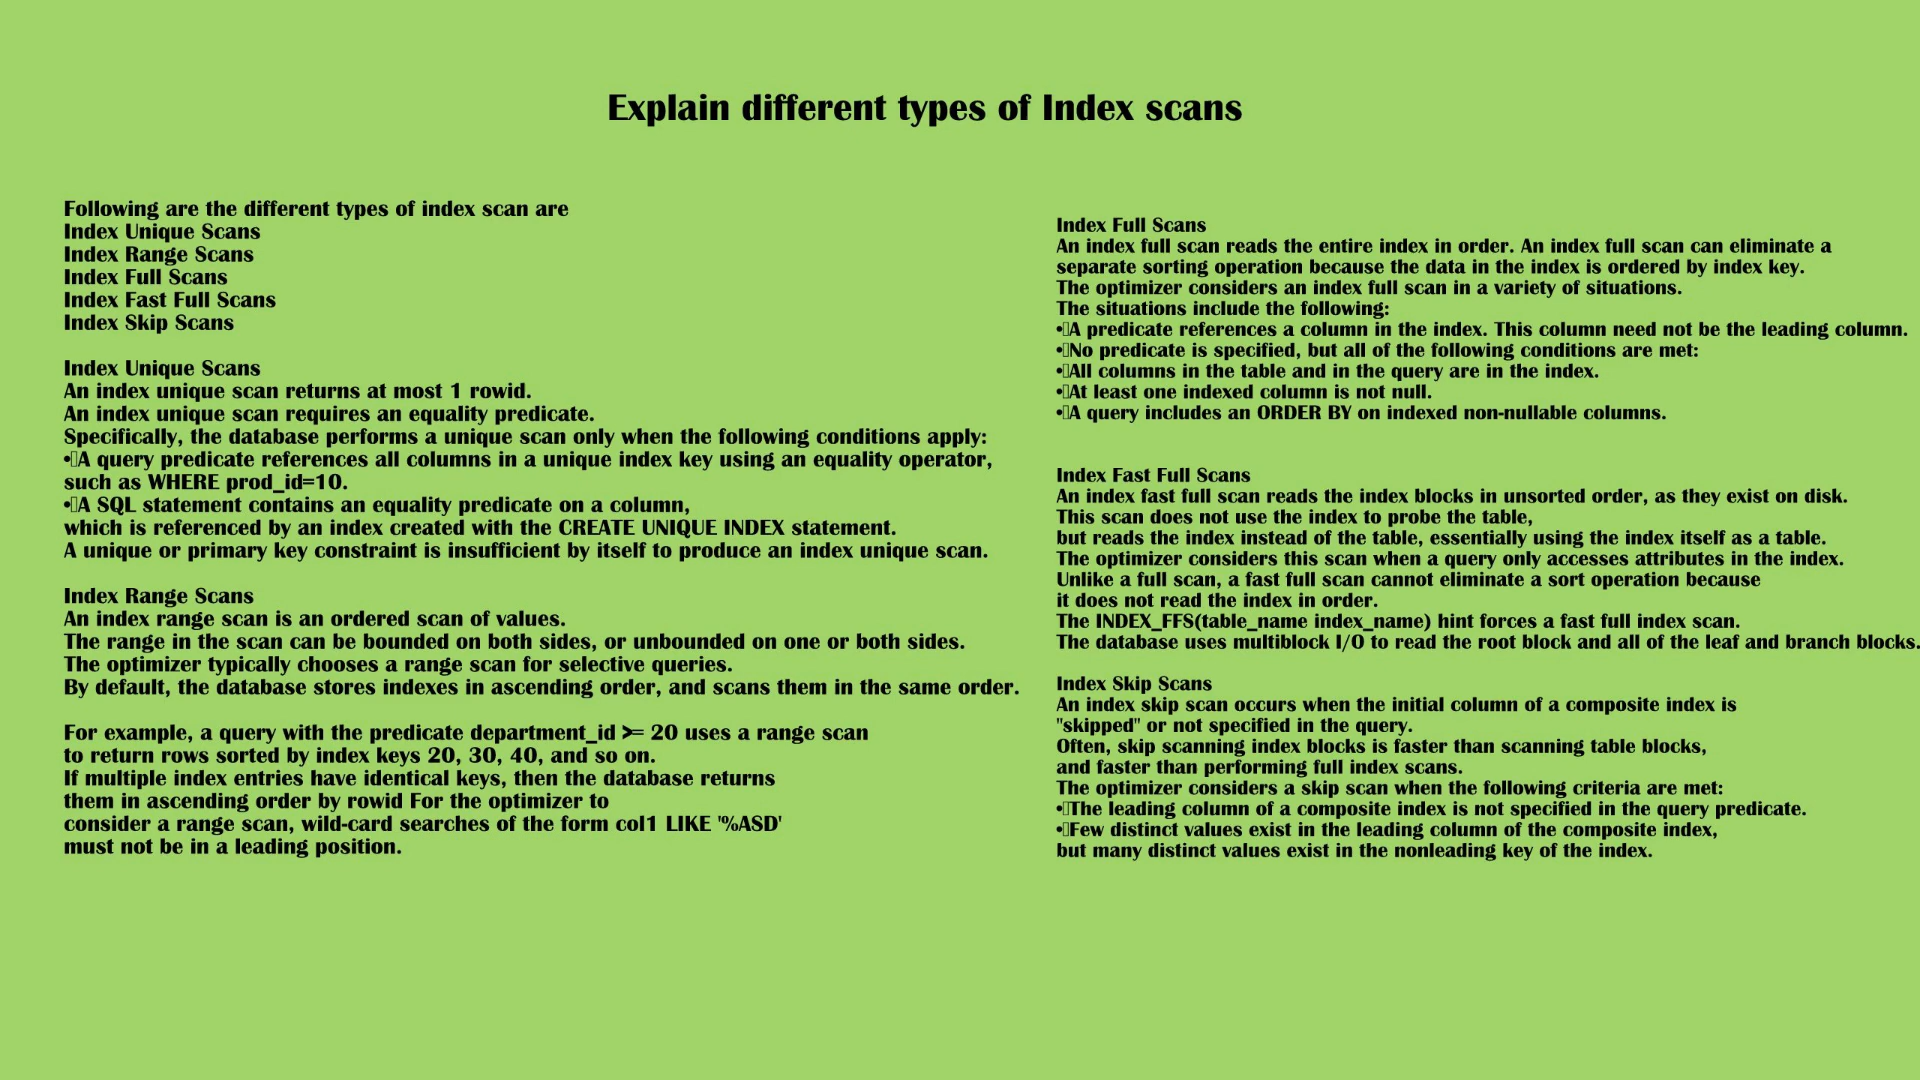 Explain different types of Index scans
Following are the different types of index scan are
Index Unique Scans
Index Range Scans
Index Full Scans
Index Fast Full Scans
Index Skip Scans
Index Unique Scans
An index unique scan returns at most 1 rowid.
An index unique scan requires an equality predicate.
Specifically, the database performs a unique scan only when the following conditions apply:
•▯A query predicate references all columns in a unique index key using an equality operator,
such as WHERE prod_id=10.
•▯A SQL statement contains an equality predicate on a column,
which is referenced by an index created with the CREATE UNIQUE INDEX statement.
A unique or primary key constraint is insufficient by itself to produce an index unique scan.
Index Range Scans
An index range scan is an ordered scan of values.
The range in the scan can be bounded on both sides, or unbounded on one or both sides.
The optimizer typically chooses a range scan for selective queries.
By default, the database stores indexes in ascending order, and scans them in the same order.
For example, a query with the predicate department_id >= 20 uses a range scan
to return rows sorted by index keys 20, 30, 40, and so on.
If multiple index entries have identical keys, then the database returns
them in ascending order by rowid For the optimizer to
consider a range scan, wild-card searches of the form col1 LIKE '%ASD'
must not be in a leading position.
Index Full Scans
An index full scan reads the entire index in order. An index full scan can eliminate a
separate sorting operation because the data in the index is ordered by index key.
The optimizer considers an index full scan in a variety of situations.
The situations include the following:
•▯A predicate references a column in the index. This column need not be the leading column.
•▯No predicate is specified, but all of the following conditions are met:
•▯All columns in the table and in the query are in the index.
•▯At least one indexed column is not null.
•▯A query includes an ORDER BY on indexed non-nullable columns.
Index Fast Full Scans
An index fast full scan reads the index blocks in unsorted order, as they exist on disk.
This scan does not use the index to probe the table,
but reads the index instead of the table, essentially using the index itself as a table.
The optimizer considers this scan when a query only accesses attributes in the index.
Unlike a full scan, a fast full scan cannot eliminate a sort operation because
it does not read the index in order.
The INDEX_FFS(table_name index_name) hint forces a fast full index scan.
The database uses multiblock I/O to read the root block and all of the leaf and branch blocks.
Index Skip Scans
An index skip scan occurs when the initial column of a composite index is
"skipped" or not specified in the query.
Often, skip scanning index blocks is faster than scanning table blocks,
and faster than performing full index scans.
The optimizer considers a skip scan when the following criteria are met:
•▯The leading column of a composite index is not specified in the query predicate.
•▯Few distinct values exist in the leading column of the composite index,
but many distinct values exist in the nonleading key of the index.